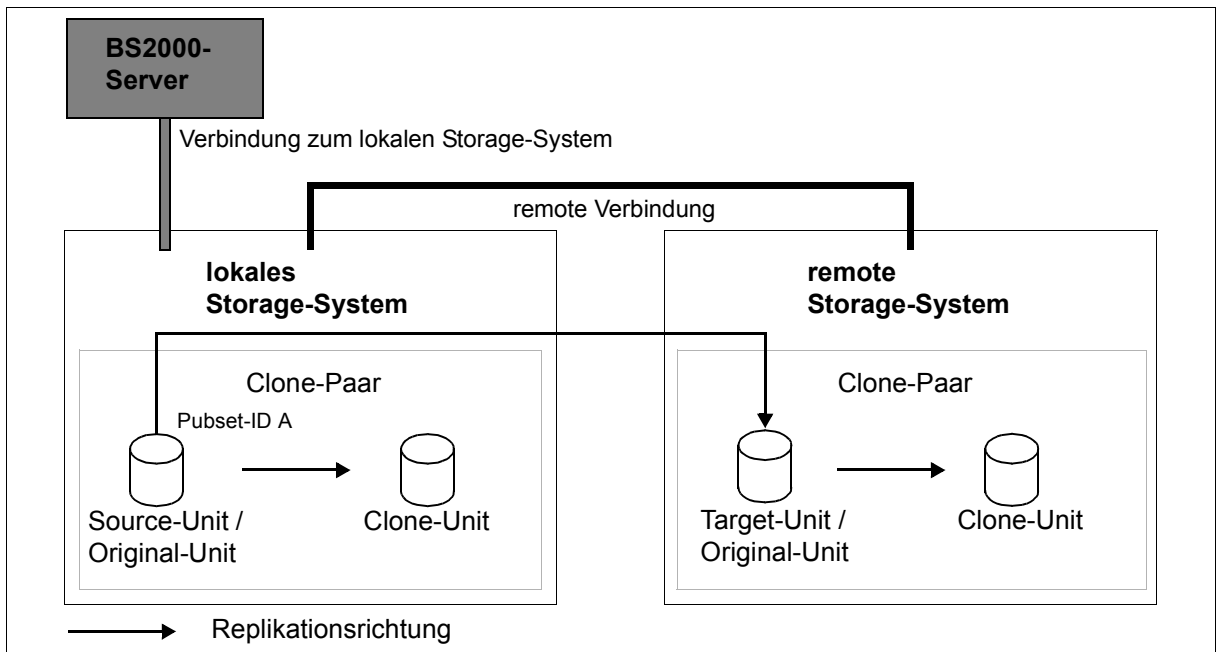 BS2000-
Server
Verbindung zum lokalen Storage-System
remote Verbindung
lokales
Storage-System
remote
Storage-System
Clone-Paar
Pubset-ID A
Source-Unit /
Original-Unit
Clone-Unit
Clone-Paar
Target-Unit /
Original-Unit
Clone-Unit
Replikationsrichtung